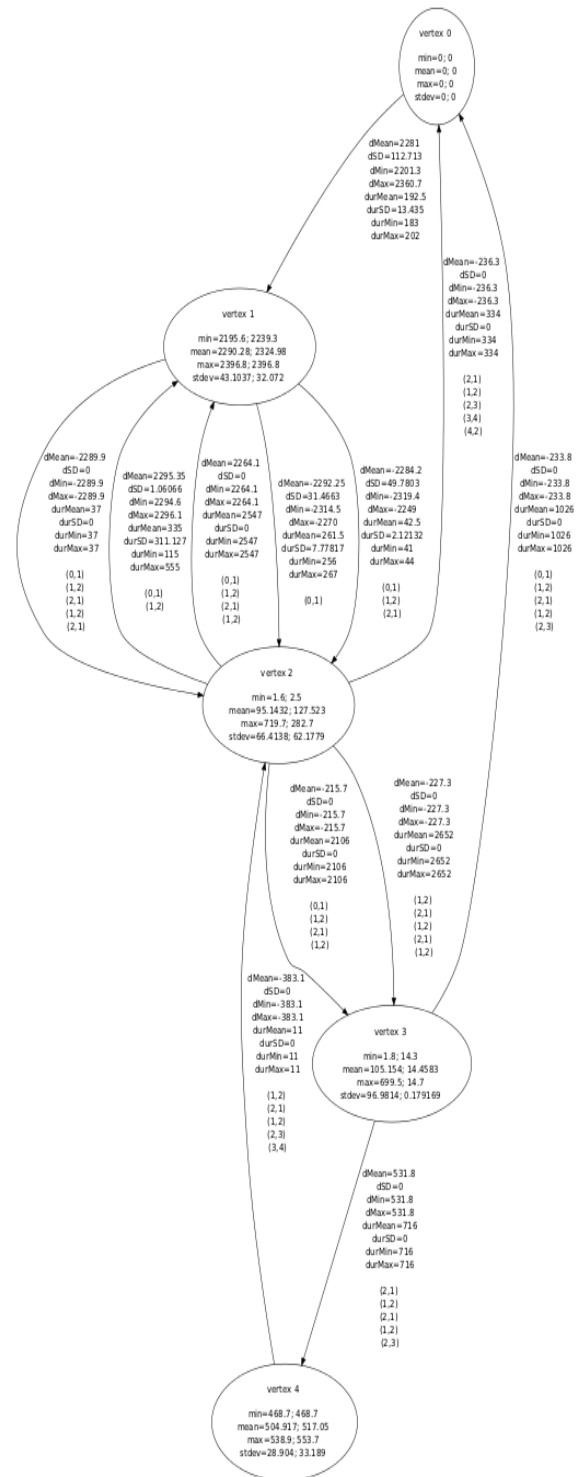 vertex 0
min=0; 0
mean=0; 0
max=0; 0
stdev=0; 0
dMean=2281
dSD=112.713
dMin=2201.3
dMax=2360.7
durMean=192.5
durSD=13.435
durMin=183
durMax=202
dMean=-236.3
dSD=0
dMin=-236.3
dMax=-236.3
durMean=334
durSD=0
durMin=334
durMax=334
(2,1)
(1,2)
(2,3)
(3,4)
(4,2)
vertex 1
min=2195.6; 2239.3
mean=2290.28; 2324.98
max=2396.8; 2396.8
stdev=43.1037; 32.072
dMean=-2289.9
dSD=0
dMin=-2289.9
dMax=-2289.9
durMean=37
durSD=0
durMin=37
durMax=37
(0,1)
(1,2)
(2,1)
(1,2)
(2,1)
dMean=2295.35
dSD=1.06066
dMin=2294.6
dMax=2296.1
durMean=335
durSD=311.127
durMin=115
durMax=555
(0,1)
(1,2)
dMean=2264.1
dSD=0
dMin=2264.1
dMax=2264.1
durMean=2547
durSD=0
durMin=2547
durMax=2547
(0,1)
(1,2)
(2,1)
(1,2)
dMean=-2292.25
dSD=31.4663
dMin=-2314.5
dMax=-2270
durMean=261.5
durSD=7.77817
durMin=256
durMax=267
(0,1)
dMean=-2284.2
dSD=49.7803
dMin=-2319.4
dMax=-2249
durMean=42.5
durSD=2.12132
durMin=41
durMax=44
(0,1)
(1,2)
(2,1)
dMean=-233.8
dSD=0
dMin=-233.8
dMax=-233.8
durMean=1026
durSD=0
durMin=1026
durMax=1026
(0,1)
(1,2)
(2,1)
(1,2)
(2,3)
vertex 2
min=1.6; 2.5
mean=95.1432; 127.523
max=719.7; 282.7
stdev=66.4138; 62.1779
dMean=-215.7
dSD=0
dMin=-215.7
dMax=-215.7
durMean=2106
durSD=0
durMin=2106
durMax=2106
(0,1)
(1,2)
(2,1)
(1,2)
dMean=-227.3
dSD=0
dMin=-227.3
dMax=-227.3
durMean=2652
durSD=0
durMin=2652
durMax=2652
(1,2)
(2,1)
(1,2)
(2,1)
(1,2)
dMean=-383.1
dSD=0
dMin=-383.1
dMax=-383.1
durMean=11
durSD=0
durMin=11
durMax=11
(1,2)
(2,1)
(1,2)
(2,3)
(3,4)
vertex 3
min=1.8; 14.3
mean=105.154; 14.4583
max=699.5; 14.7
stdev=96.9814; 0.179169
dMean=531.8
dSD=0
dMin=531.8
dMax=531.8
durMean=716
durSD=0
durMin=716
durMax=716
(2,1)
(1,2)
(2,1)
(1,2)
(2,3)
vertex 4
min=468.7; 468.7
mean=504.917; 517.05
max=538.9; 553.7
stdev=28.904; 33.189